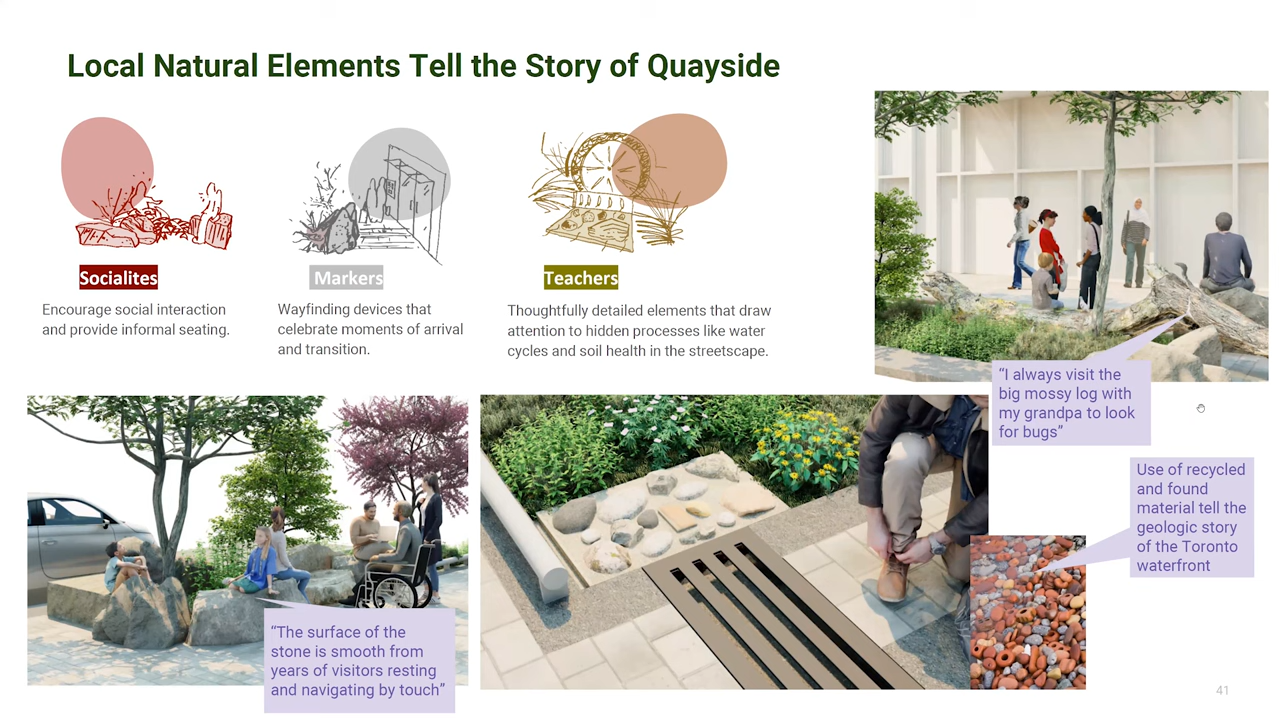 Local Natural Elements Tell the Story of Quayside
Socialites
Encourage social interaction
and provide informal seating.
Markers
Wayfinding devices that
celebrate moments of arrival
and transition.
Teachers
Thoughtfully detailed elements that draw
attention to hidden processes like water
cycles and soil health in the streetscape.
“I always visit the
big mossy log with
my grandpa to look
for bugs”
Use of recycled
and found
material tell the
geologic story
of the Toronto
waterfront
“The surface of the
stone is smooth from
years of visitors resting
and navigating by touch”
41